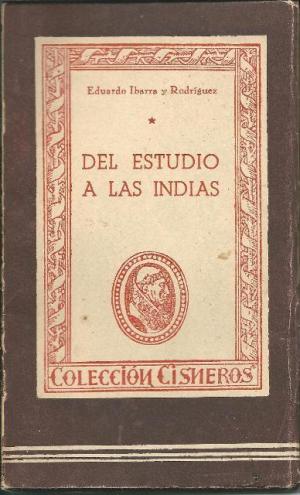 Eduardo Ibarra y Rodríguez
DEL ESTUDIO
A LAS INDIAS
COLECCIÓN CISNEROS